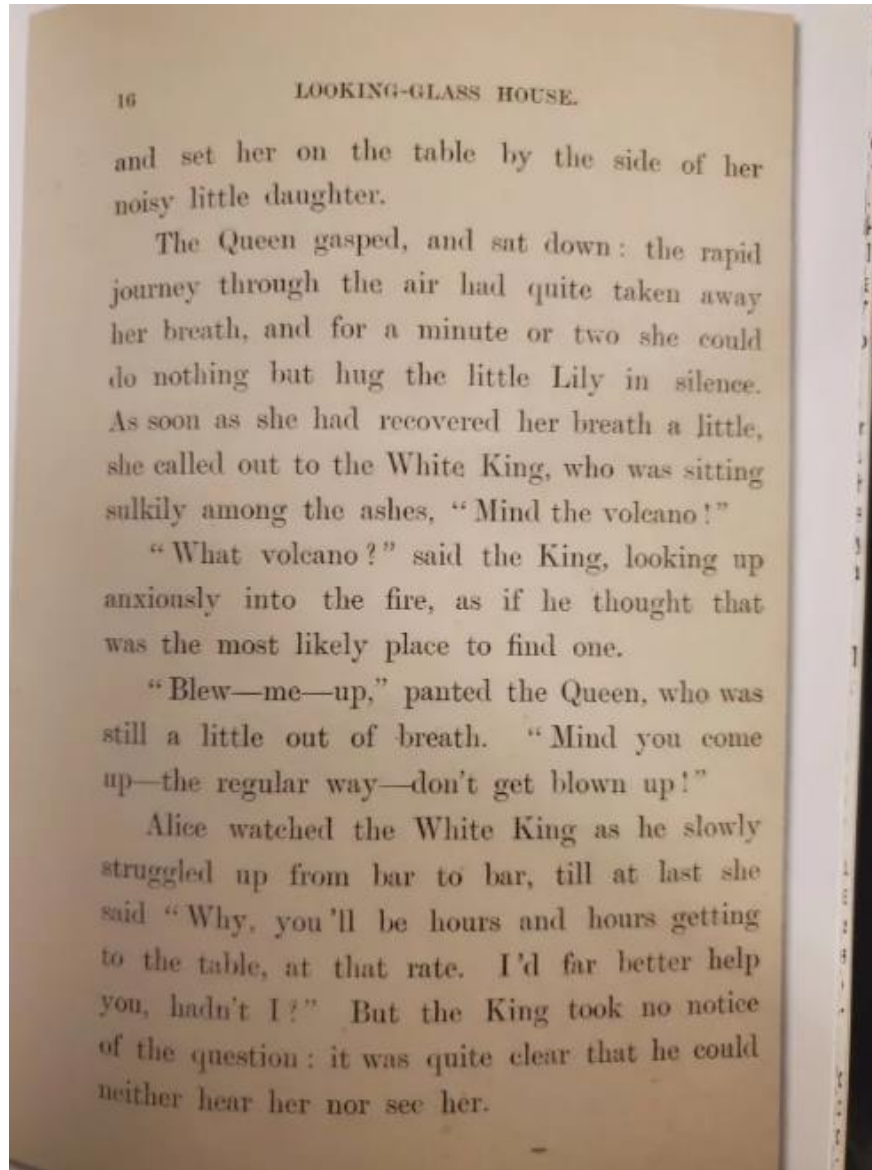 16 LOOKING-GLASS HOUSE.
and set her on the table by the side of her
noisy little daughter.
The Queen gasped, and sat down: the rapid
journey through the air had quite taken away
her breath, and for a minute or two she could
do nothing but hug the little Lily in silence.
As soon as she had recovered her breath a little,
she called out to the White King, who was sitting
sulkily among the ashes, “Mind the volcano!”
“What volcano?” said the King, looking up
anxiously into the fire, as if he thought that
was the most likely place to find one.
“Blew—me—up,” panted the Queen, who was
still a little out of breath. “Mind you come
up—the regular way—don't get blown up!”
Alice watched the White King as he slowly
struggled up from bar to bar, till at last she
said “Why, you'll be hours and hours getting
to the table, at that rate. I'd far better help
you, hadn't I?” But the King took no notice
of the question: it was quite clear that he could
neither hear her nor see her.